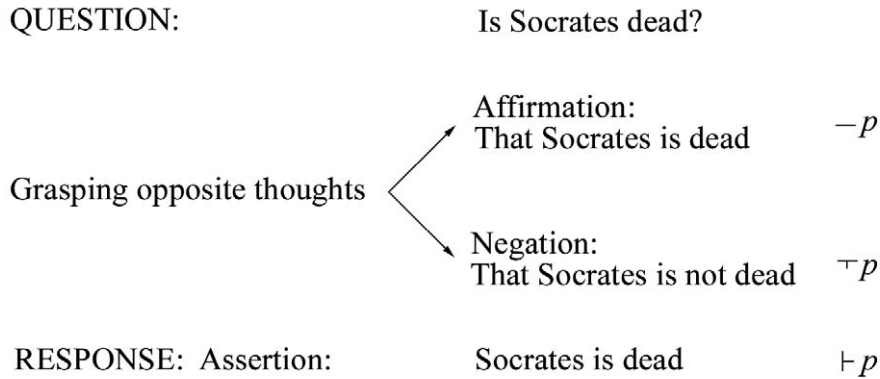 QUESTION: Is Socrates dead?
Affirmation:
That Socrates is dead —p
Grasping opposite thoughts
Negation:
That Socrates is not dead ⊤p
RESPONSE: Assertion: Socrates is dead ⊢p